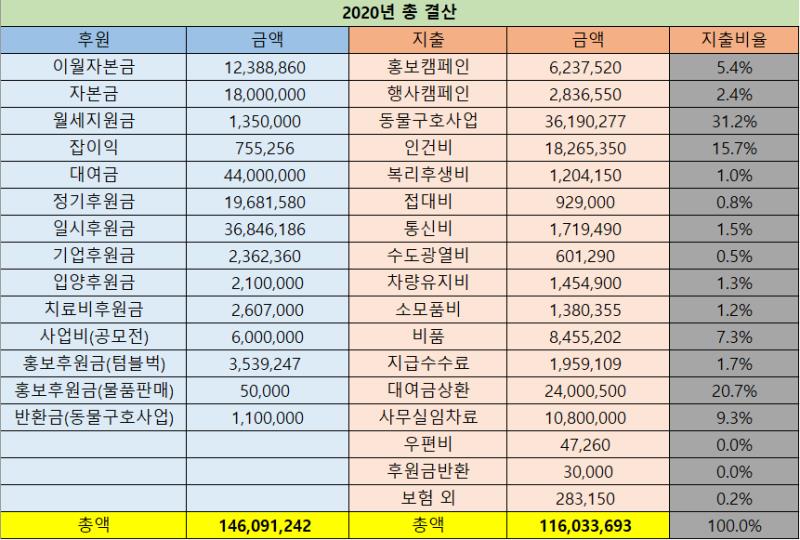 2020년 총 결산
후원 금액 지출 금액 지출비율
이월자본금 12,388,860 홍보캠페인 6,237,520 5.4%
자본금 18,000,000 행사캠페인 2,836,550 2.4%
월세지원금 1,350,000 동물구호사업 36,190,277 31.2%
잡이익 755,256 인건비 18,265,350 15.7%
대여금 44,000,000 복리후생비 1,204,150 1.0%
정기후원금 19,681,580 접대비 929,000 0.8%
일시후원금 36,846,186 통신비 1,719,490 1.5%
기업후원금 2,362,360 수도광열비 601,290 0.5%
입양후원금 2,100,000 차량유지비 1,454,900 1.3%
치료비후원금 2,607,000 소모품비 1,380,355 1.2%
사업비(공모전) 6,000,000 비품 8,455,202 7.3%
홍보후원금(텀블벅) 3,539,247 지급수수료 1,959,109 1.7%
홍보후원금(물품판매) 50,000 대여금상환 24,000,500 20.7%
반환금(동물구호사업) 1,100,000 사무실임차료 10,800,000 9.3%
우편비 47,260 0.0%
후원금반환 30,000 0.0%
보험 외 283,150 0.2%
총액 146,091,242 총액 116,033,693 100.0%